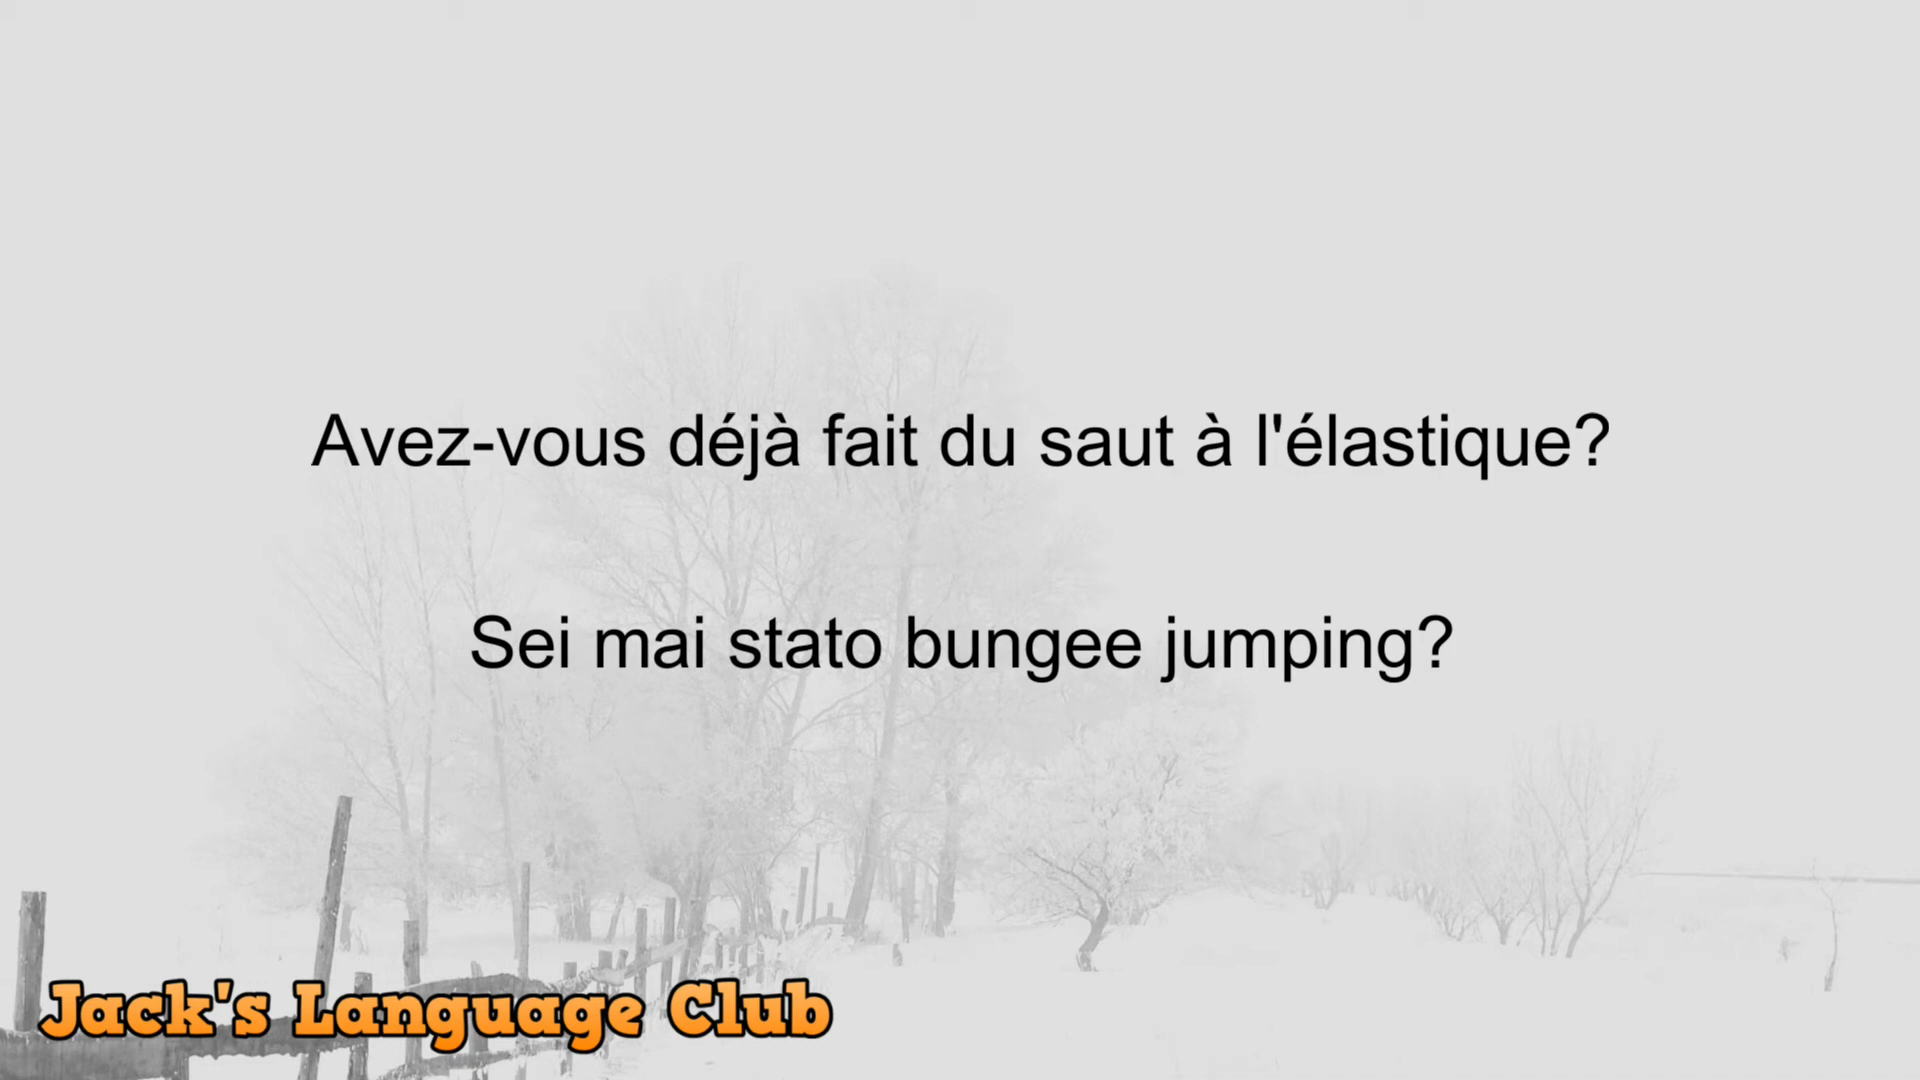 Avez-vous déjà fait du saut à l'élastique?
Sei mai stato bungee jumping?
Jack's Language Club